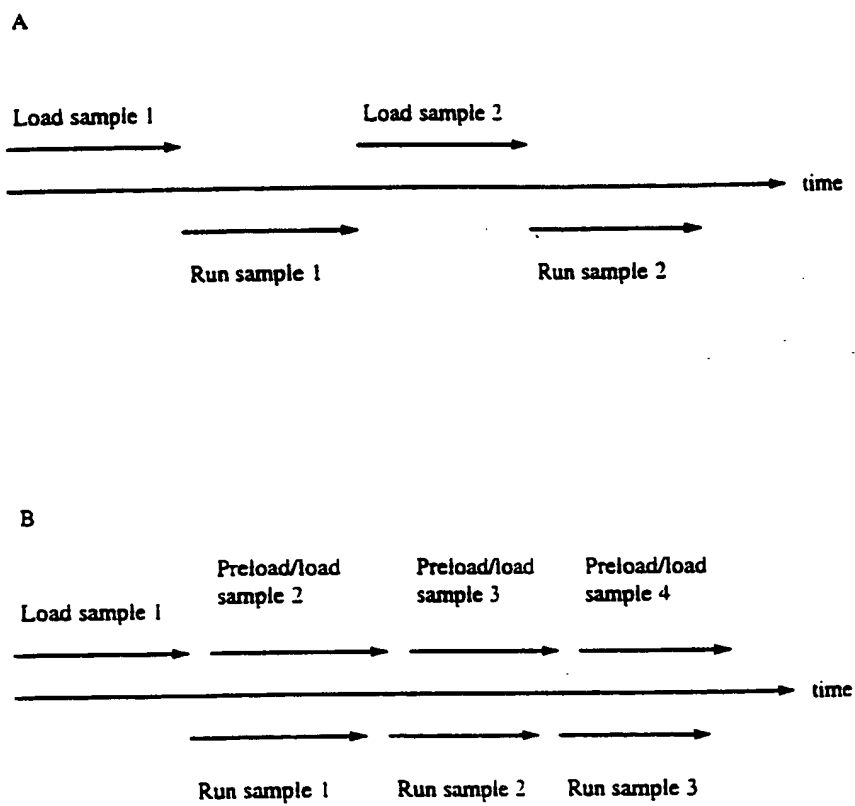 A
Load sample 1
Load sample 2
time
Run sample 1
Run sample 2
B
Preload/load
sample 2
Preload/load
sample 3
Preload/load
sample 4
Load sample 1
time
Run sample 1
Run sample 2
Run sample 3